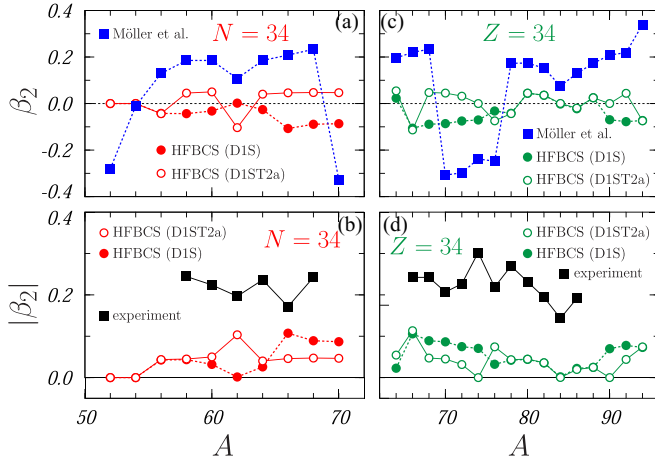 (a)
N = 34
Möller et al.
HFBCS (D1S)
HFBCS (D1ST2a)
β₂
0.4
0.2
0.0
-0.2
-0.4
(c)
Z = 34
Möller et al.
HFBCS (D1S)
HFBCS (D1ST2a)
(b)
HFBCS (D1ST2a)
HFBCS (D1S)
N = 34
experiment
|β₂|
0.4
0.2
0.0
50
60
70
A
(d)
HFBCS (D1ST2a)
HFBCS (D1S)
Z = 34
experiment
70
80
90
A